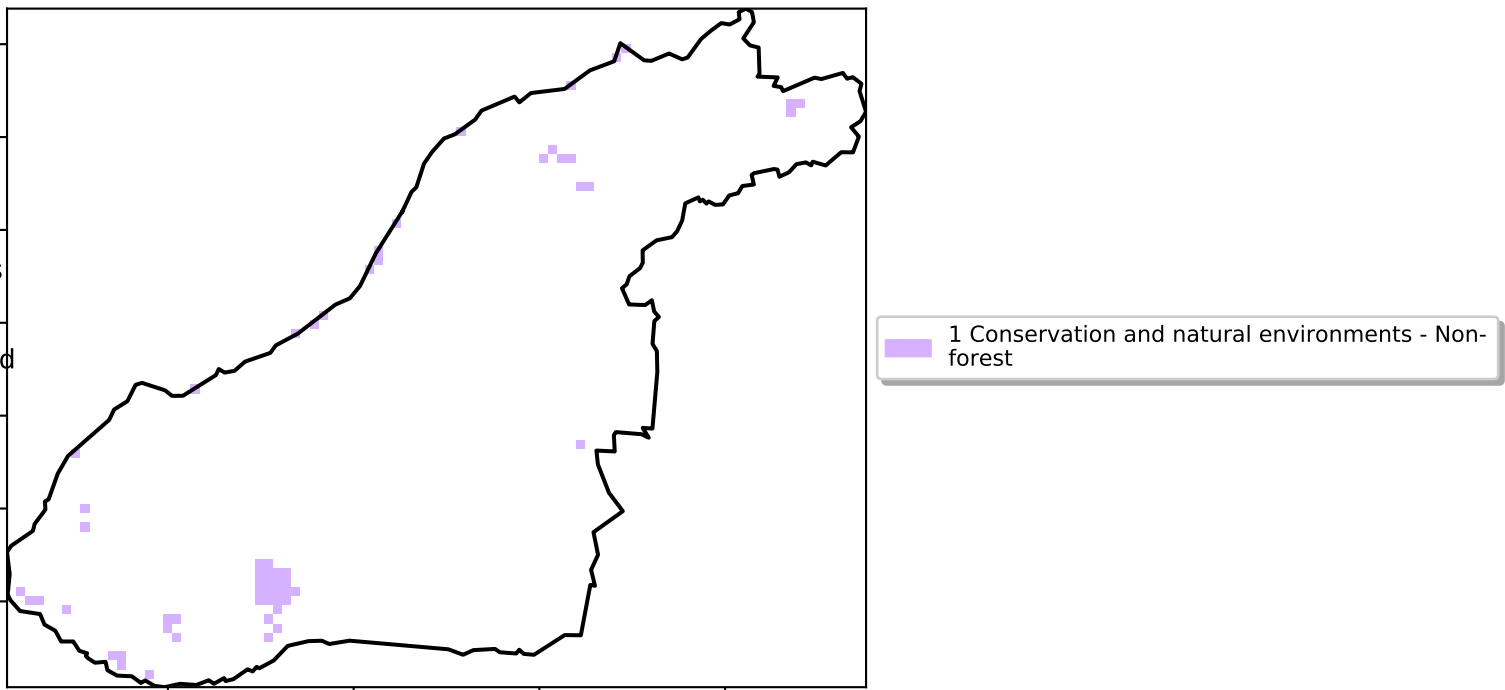 1 Conservation and natural environments - Non-
forest
d